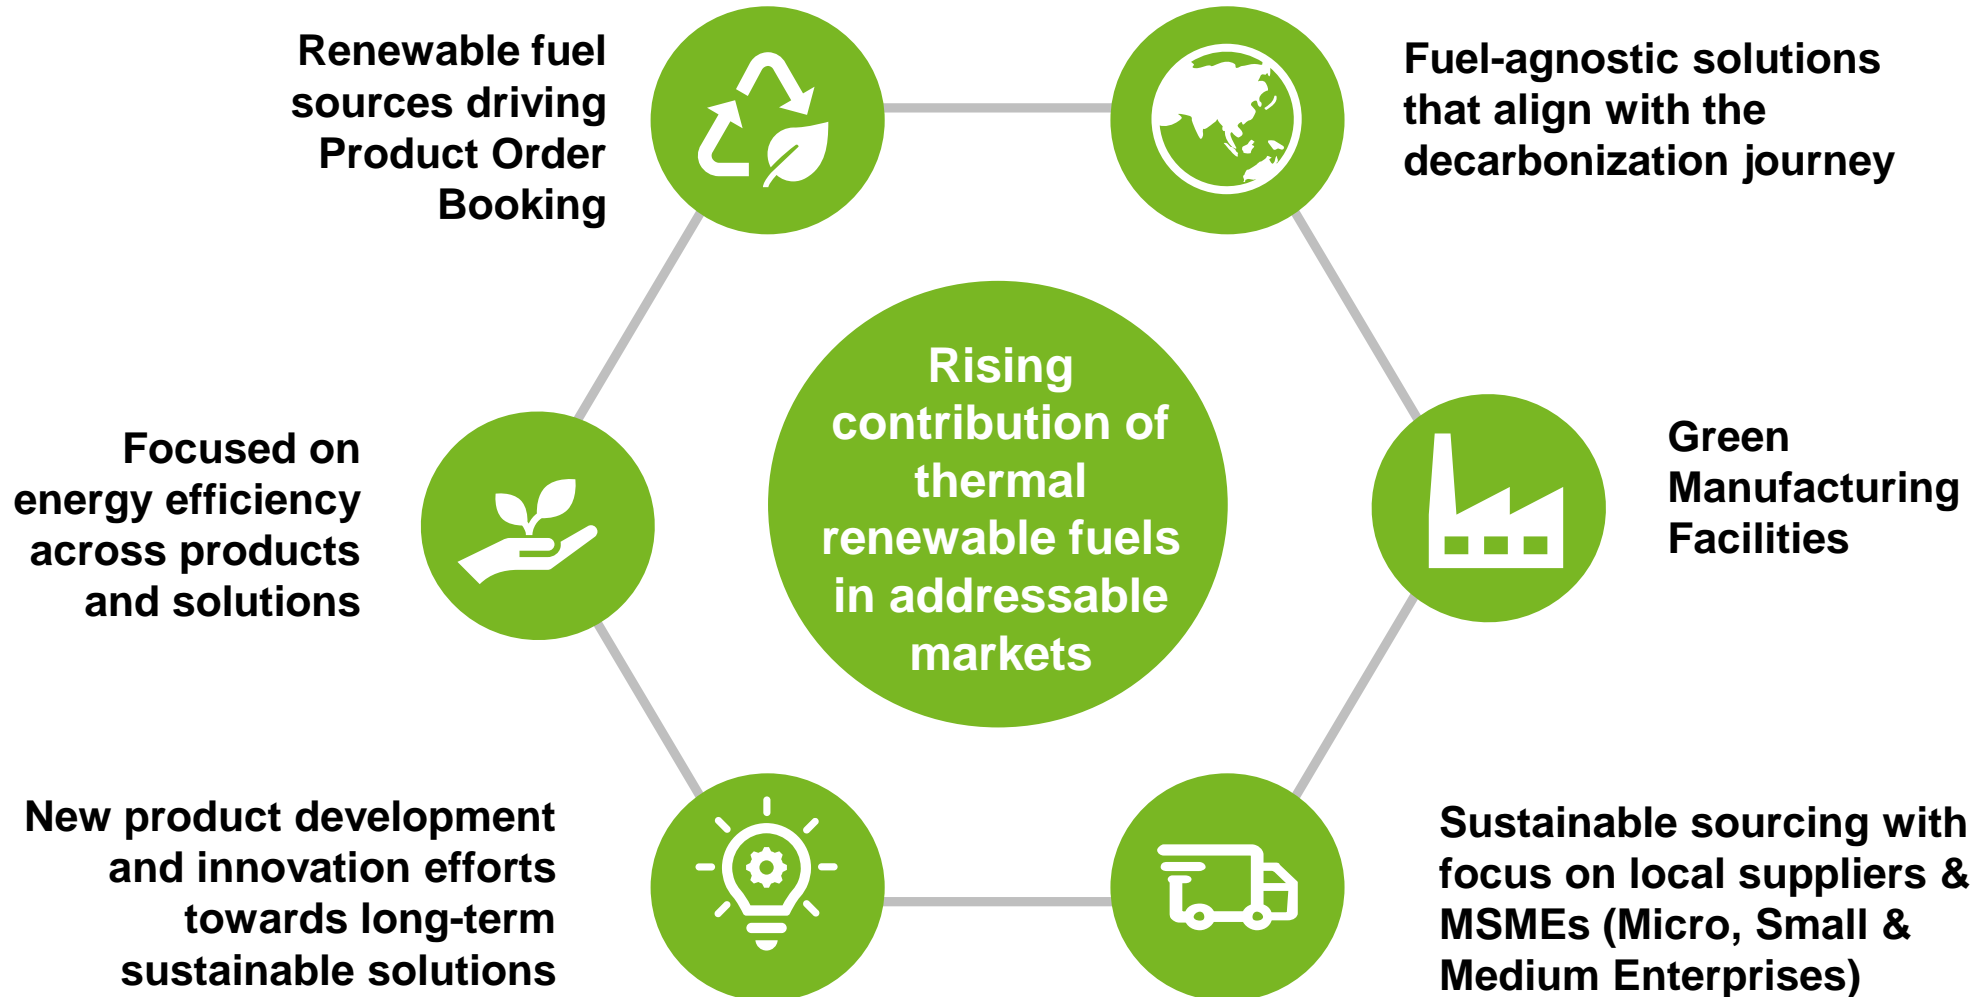 Renewable fuel
sources driving
Product Order
Booking
Fuel-agnostic solutions
that align with the
decarbonization journey
Rising
contribution of
thermal
renewable fuels
in addressable
markets
Focused on
energy efficiency
across products
and solutions
Green
Manufacturing
Facilities
New product development
and innovation efforts
towards long-term
sustainable solutions
Sustainable sourcing with
focus on local suppliers &
MSMEs (Micro, Small &
Medium Enterprises)